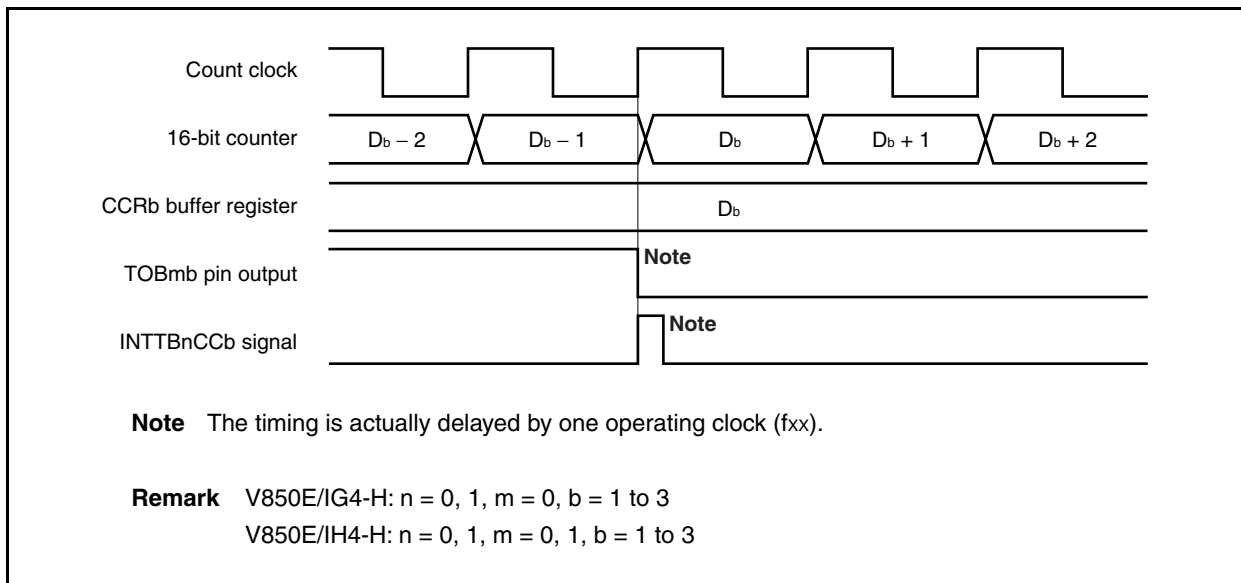 Count clock
16-bit counter
Db − 2
Db − 1
Db
Db + 1
Db + 2
CCRb buffer register
Db
TOBmb pin output
Note
INTTBnCCb signal
Note
Note The timing is actually delayed by one operating clock (fxx).
Remark V850E/IG4-H: n = 0, 1, m = 0, b = 1 to 3
V850E/IH4-H: n = 0, 1, m = 0, 1, b = 1 to 3